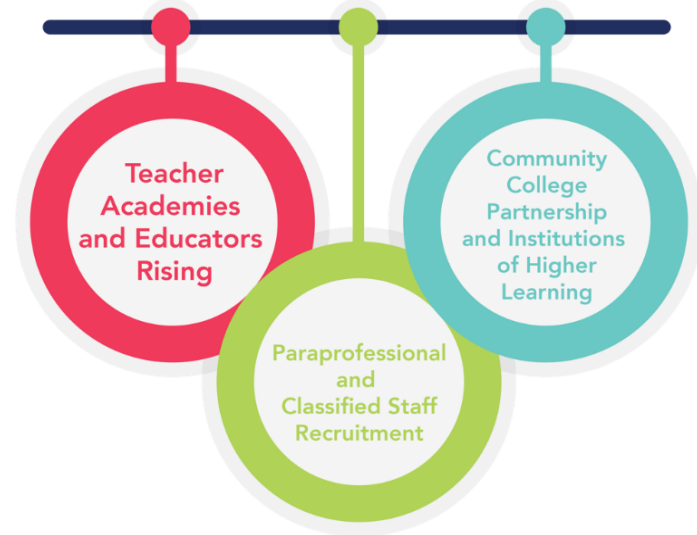 Teacher
Academies
and Educators
Rising
Paraprofessional
and
Classified Staff
Recruitment
Community
College
Partnership
and Institutions
of Higher
Learning